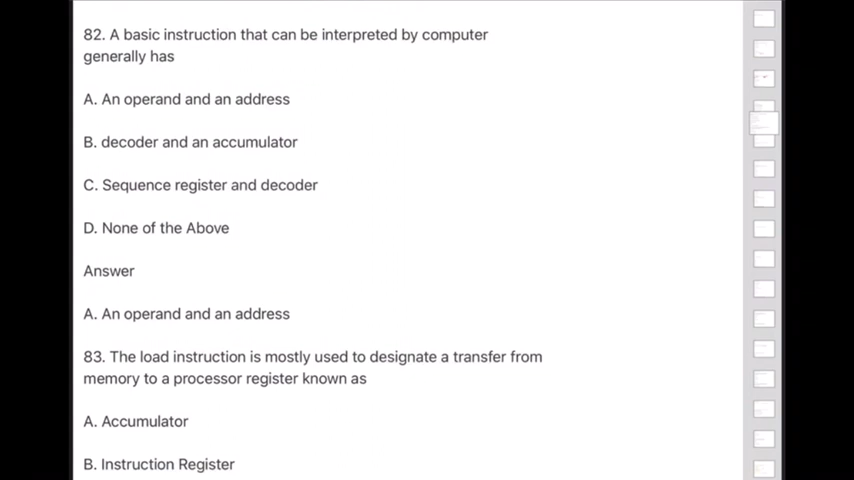 82. A basic instruction that can be interpreted by computer
generally has
A. An operand and an address
B. decoder and an accumulator
C. Sequence register and decoder
D. None of the Above
Answer
A. An operand and an address
83. The load instruction is mostly used to designate a transfer from
memory to a processor register known as
A. Accumulator
B. Instruction Register